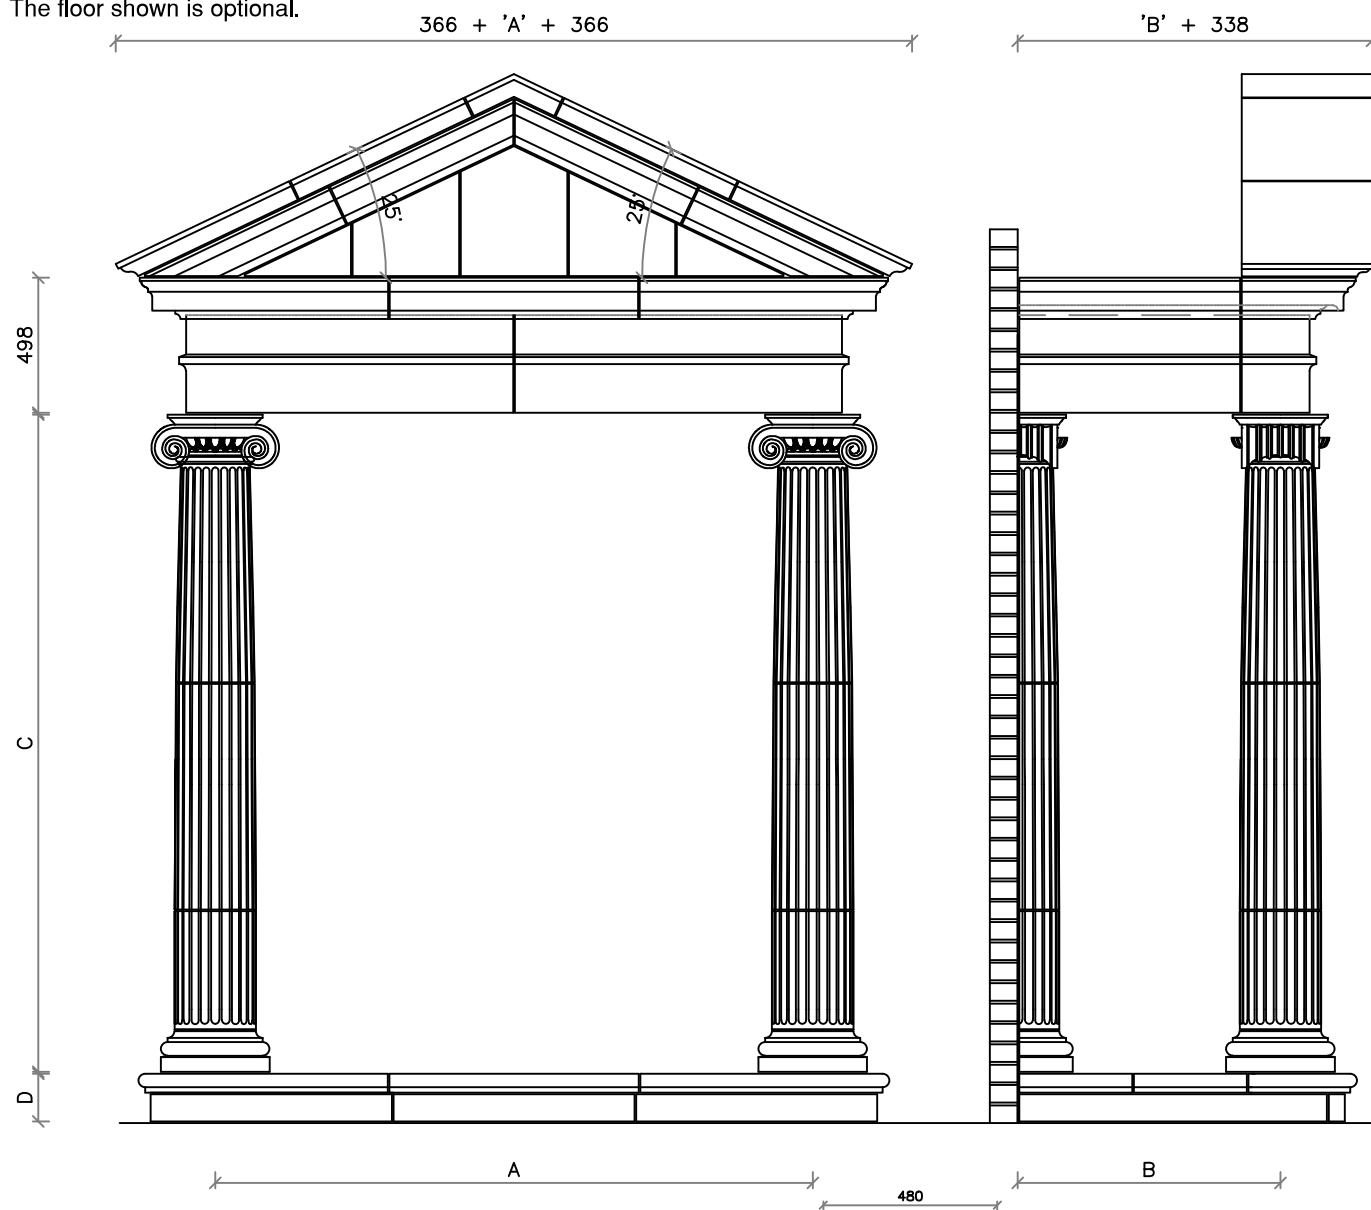 The floor shown is optional.
366 + 'A' + 366
'B' + 338
25'
25'
498
C
D
A
B
480